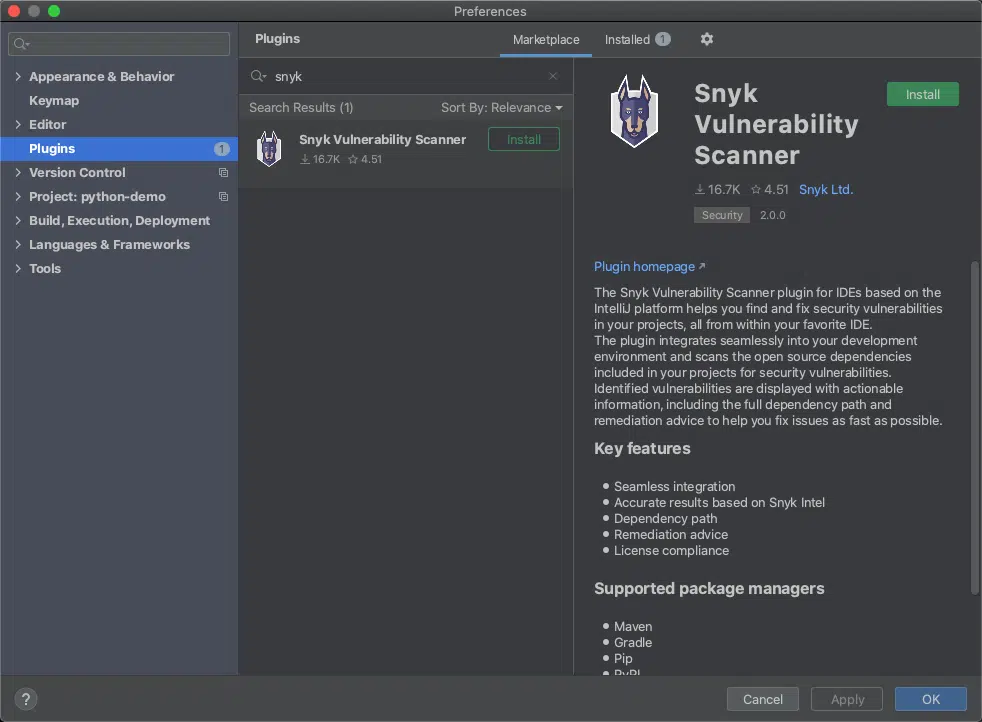 Preferences
Appearance & Behavior
Keymap
Editor
Plugins 1
Version Control
Project: python-demo
Build, Execution, Deployment
Languages & Frameworks
Tools
Plugins
Marketplace
Installed 1
snyk
Search Results (1)
Sort By: Relevance
Snyk Vulnerability Scanner
16.7K 4.51
Install
Snyk
Vulnerability
Scanner
Install
16.7K 4.51 Snyk Ltd.
Security 2.0.0
Plugin homepage
The Snyk Vulnerability Scanner plugin for IDEs based on the
IntelliJ platform helps you find and fix security vulnerabilities
in your projects, all from within your favorite IDE.
The plugin integrates seamlessly into your development
environment and scans the open source dependencies
included in your projects for security vulnerabilities.
Identified vulnerabilities are displayed with actionable
information, including the full dependency path and
remediation advice to help you fix issues as fast as possible.
Key features
Seamless integration
Accurate results based on Snyk Intel
Dependency path
Remediation advice
License compliance
Supported package managers
Maven
Gradle
Pip
PyPI
?
Cancel
Apply
OK